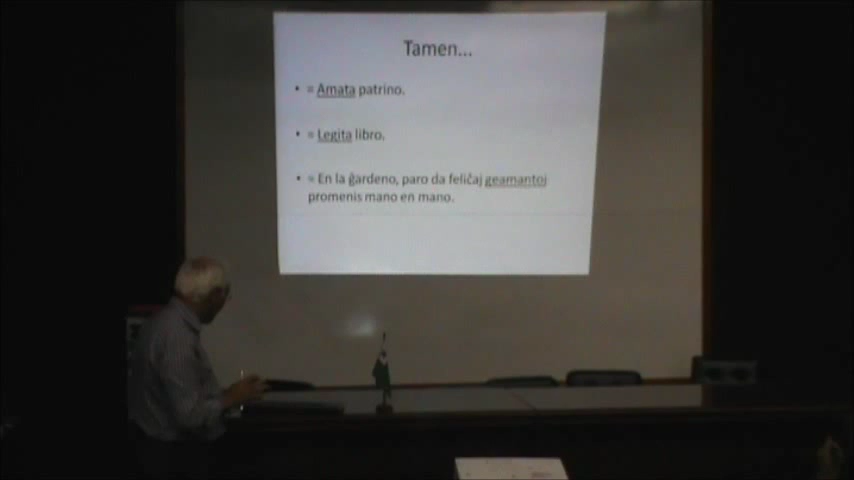 Tamen...
• = Amata patrino.
• = Legita libro.
• = En la ĝardeno, paro da feliĉaj geamantoj
promenis mano en mano.